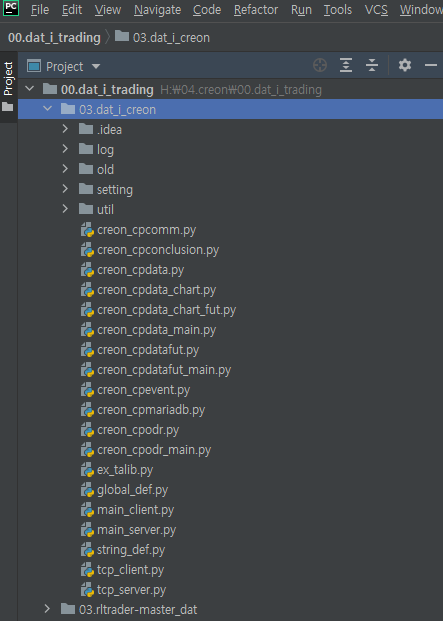 PC File Edit View Navigate Code Refactor Run Tools VCS Window
00.dat_i_trading 03.dat_i_creon
Project
Project
00.dat_i_trading H:₩04.creon₩00.dat_i_trading
03.dat_i_creon
.idea
log
old
setting
util
creon_cpcomm.py
creon_cpconclusion.py
creon_cpdata.py
creon_cpdata_chart.py
creon_cpdata_chart_fut.py
creon_cpdata_main.py
creon_cpdatafut.py
creon_cpdatafut_main.py
creon_cpevent.py
creon_cpmariadb.py
creon_cpodr.py
creon_cpodr_main.py
ex_talib.py
global_def.py
main_client.py
main_server.py
string_def.py
tcp_client.py
tcp_server.py
03.rltrader-master_dat